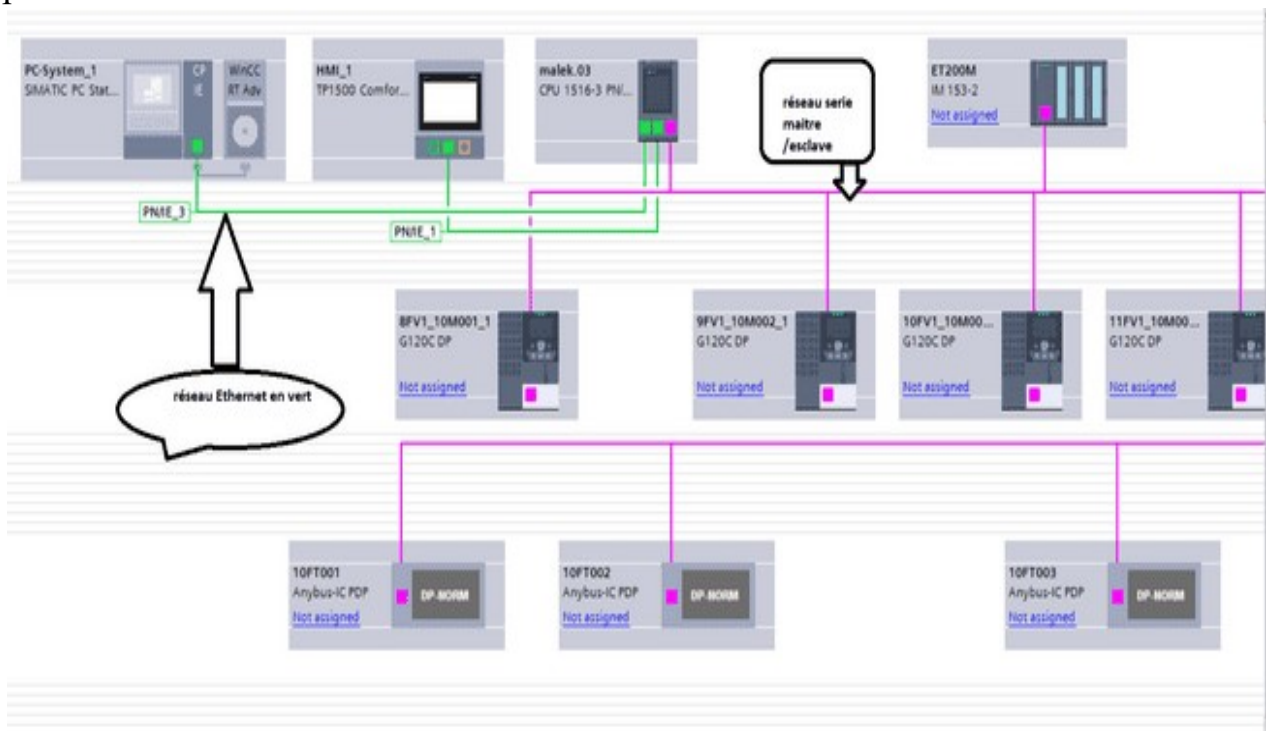 PC-System_1
SIMATIC PC Stat...
CP
IE
WinCC
RT Adv
HMI_1
TP1500 Comfor...
malek.03
CPU 1516-3 PN/...
réseau serie
maitre
/esclave
ET200M
IM 153-2
Not assigned
PN/IE_3
PN/IE_1
réseau Ethernet en vert
8FV1_10M001_1
G120C DP
Not assigned
9FV1_10M002_1
G120C DP
Not assigned
10FV1_10M00...
G120C DP
Not assigned
11FV1_10M00...
G120C DP
Not assigned
10FT001
Anybus-IC PDP
Not assigned
DP-NORM
10FT002
Anybus-IC PDP
Not assigned
DP-NORM
10FT003
Anybus-IC PDP
Not assigned
DP-NORM